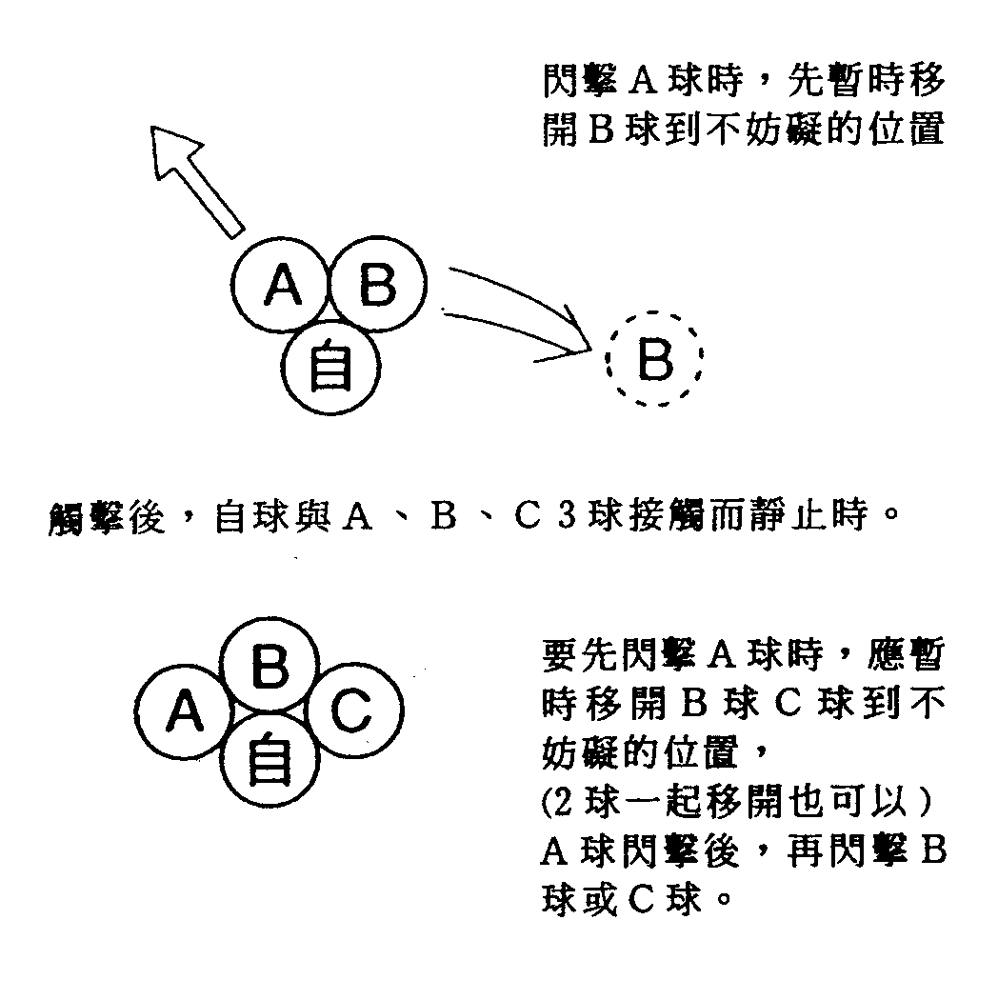 閃擊A球時，先暫時移
開B球到不妨礙的位置
A B
自
B
觸擊後，自球與A、B、C 3球接觸而靜止時。
B
A C
自
要先閃擊A球時，應暫
時移開B球C球到不
妨礙的位置，
(2球一起移開也可以)
A球閃擊後，再閃擊B
球或C球。